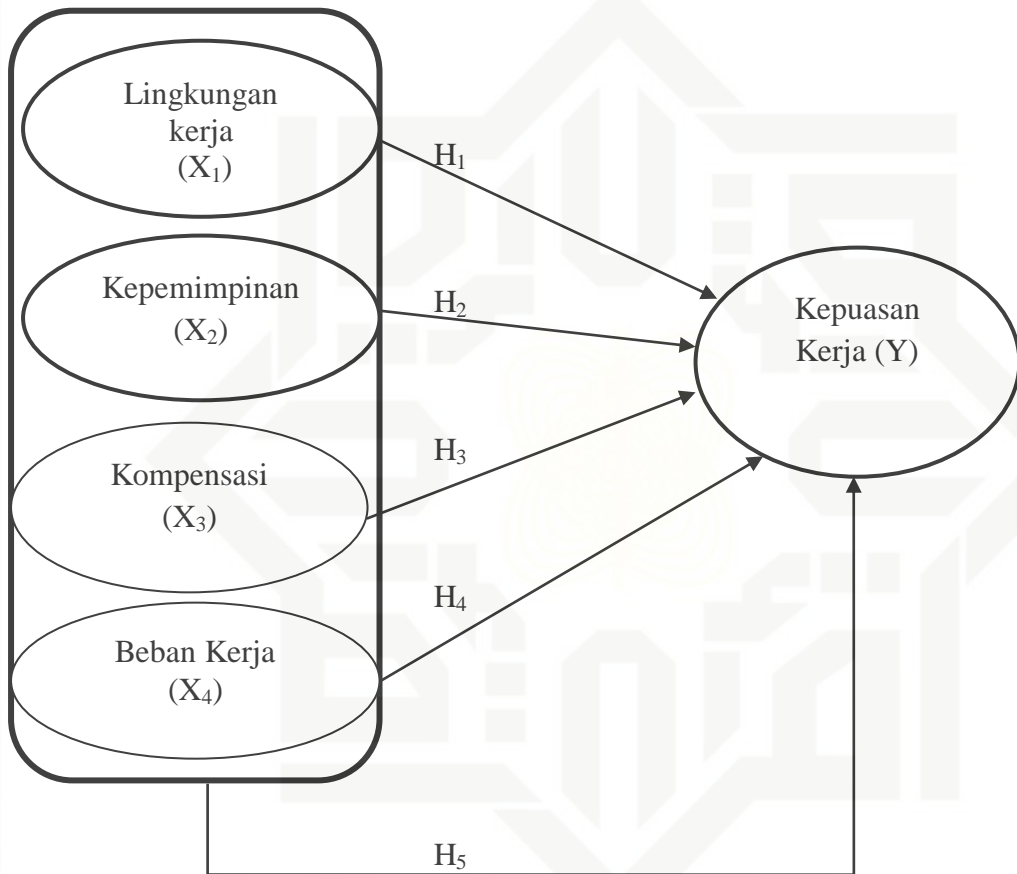 Lingkungan
kerja
(X₁)
H₁
Kepemimpinan
(X₂)
H₂
Kompensasi
(X₃)
H₃
Beban Kerja
(X₄)
H₄
Kepuasan
Kerja (Y)
H₅